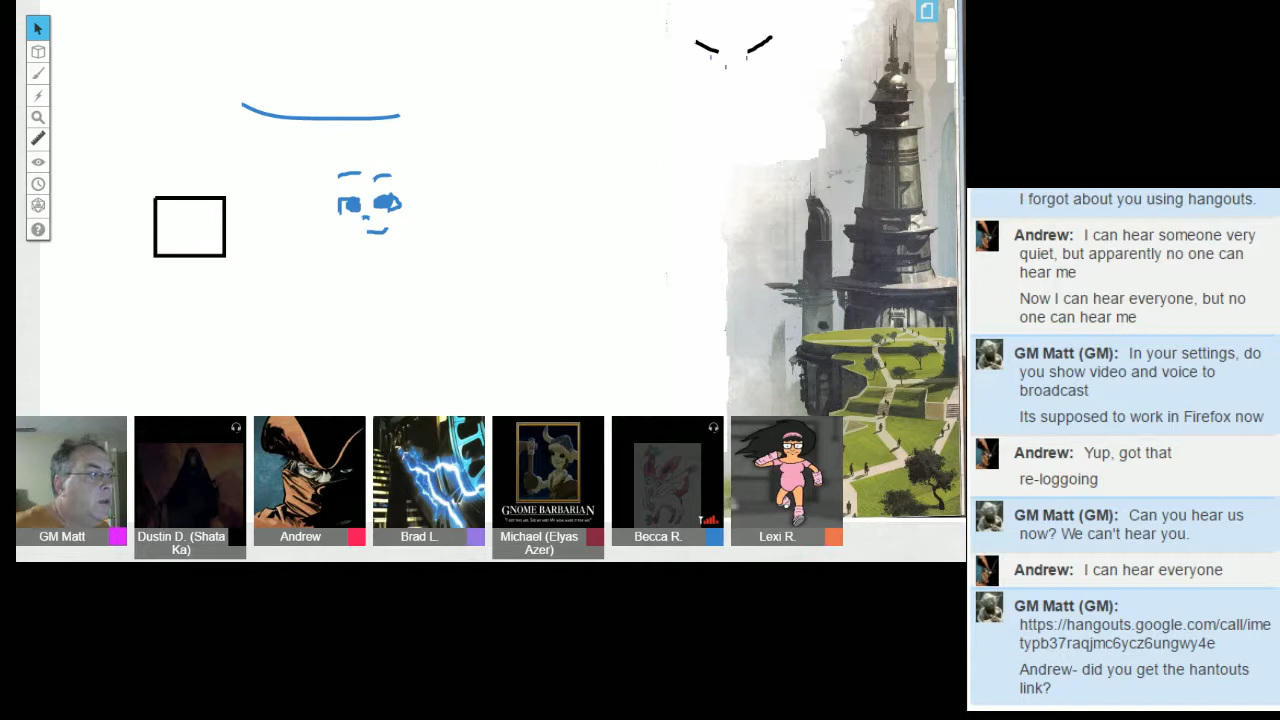 I forgot about you using hangouts.
Andrew: I can hear someone very
quiet, but apparently no one can
hear me
Now I can hear everyone, but no
one can hear me
GM Matt (GM): In your settings, do
you show video and voice to
broadcast
Its supposed to work in Firefox now
Andrew: Yup, got that
re-loggoing
GM Matt (GM): Can you hear us
now? We can't hear you.
Andrew: I can hear everyone
GM Matt (GM):
https://hangouts.google.com/call/ime
typb37raqjmc6ycz6ungwy4e
Andrew- did you get the hantouts
link?
GNOME BARBARIAN
GM Matt
Dustin D. (Shata
Ka)
Andrew
Brad L.
Michael (Elyas
Azer)
Becca R.
Lexi R.
?